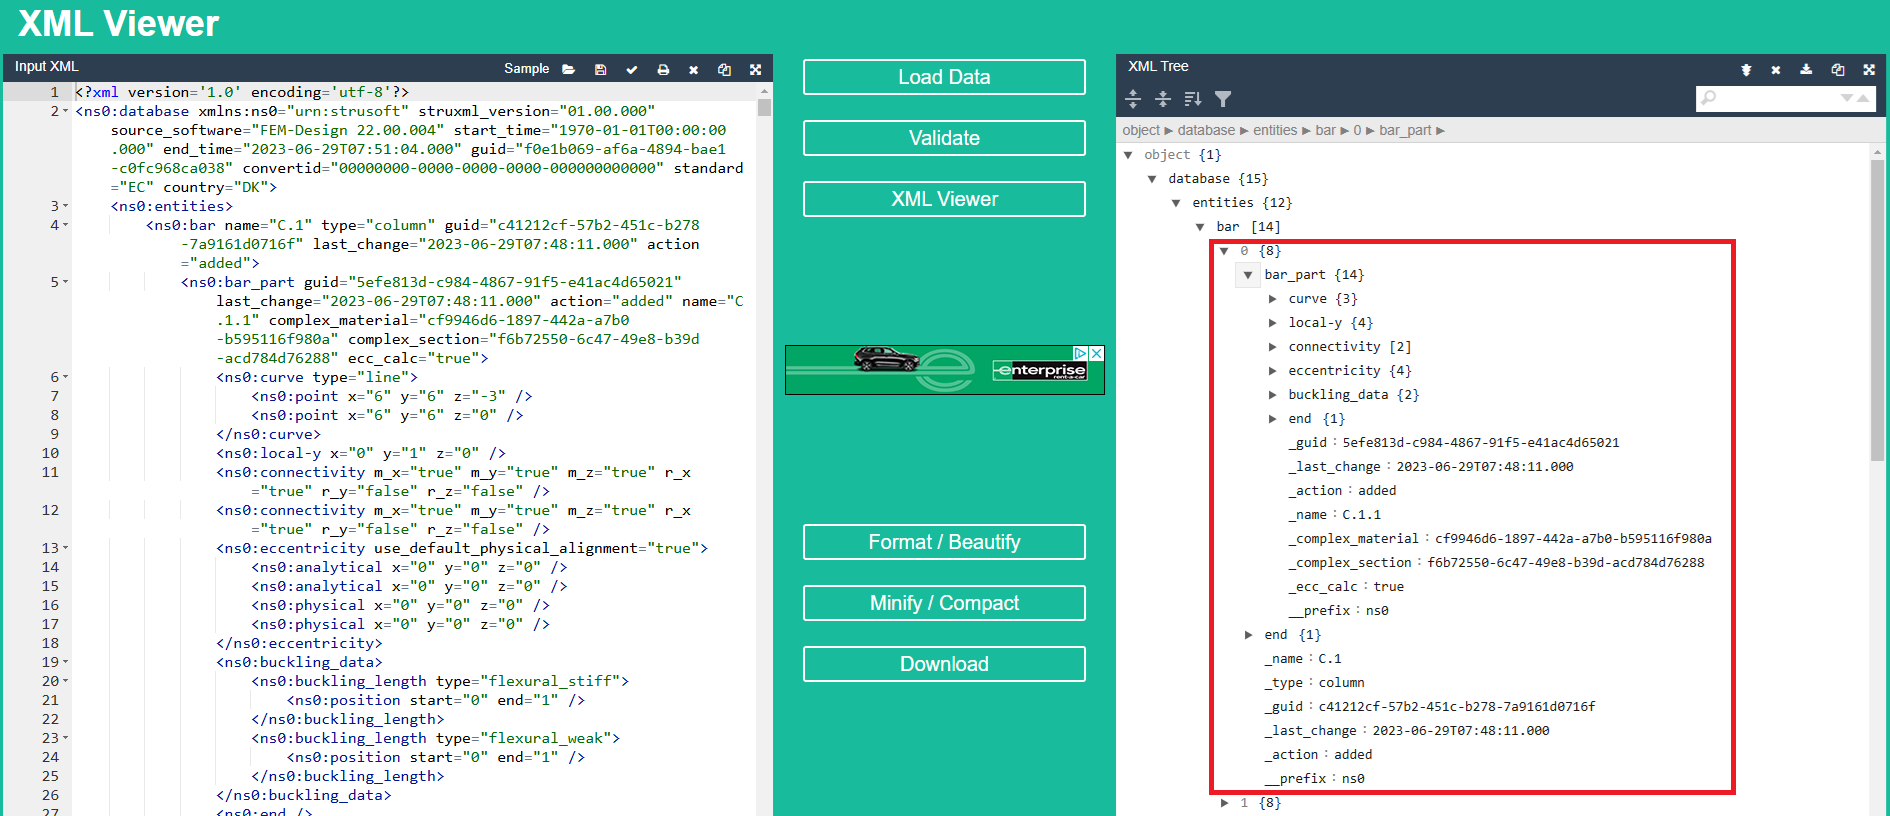 XML Viewer
Input XML
Sample
1 <?xml version='1.0' encoding='utf-8'?>
2 <ns0:database xmlns:ns0="urn:strusoft" struxml_version="01.00.000"
source_software="FEM-Design 22.00.004" start_time="1970-01-01T00:00:00
.000" end_time="2023-06-29T07:51:04.000" guid="f0e1b069-af6a-4894-bae1
-c0fc968ca038" convertid="00000000-0000-0000-0000-000000000000" standard
="EC" country="DK">
3 <ns0:entities>
4 <ns0:bar name="C.1" type="column" guid="c41212cf-57b2-451c-b278
-7a9161d0716f" last_change="2023-06-29T07:48:11.000" action
="added">
5 <ns0:bar_part guid="5efe813d-c984-4867-91f5-e41ac4d65021"
last_change="2023-06-29T07:48:11.000" action="added" name="C
.1.1" complex_material="cf9946d6-1897-442a-a7b0
-b595116f980a" complex_section="f6b72550-6c47-49e8-b39d
-acd784d76288" ecc_calc="true">
6 <ns0:curve type="line">
7 <ns0:point x="6" y="6" z="-3" />
8 <ns0:point x="6" y="6" z="0" />
9 </ns0:curve>
10 <ns0:local-y x="0" y="1" z="0" />
11 <ns0:connectivity m_x="true" m_y="true" m_z="true" r_x
="true" r_y="false" r_z="false" />
12 <ns0:connectivity m_x="true" m_y="true" m_z="true" r_x
="true" r_y="false" r_z="false" />
13 <ns0:eccentricity use_default_physical_alignment="true">
14 <ns0:analytical x="0" y="0" z="0" />
15 <ns0:analytical x="0" y="0" z="0" />
16 <ns0:physical x="0" y="0" z="0" />
17 <ns0:physical x="0" y="0" z="0" />
18 </ns0:eccentricity>
19 <ns0:buckling_data>
20 <ns0:buckling_length type="flexural_stiff">
21 <ns0:position start="0" end="1" />
22 </ns0:buckling_length>
23 <ns0:buckling_length type="flexural_weak">
24 <ns0:position start="0" end="1" />
25 </ns0:buckling_length>
26 </ns0:buckling_data>
27 <ns0:end />
Load Data
Validate
XML Viewer
enterprise
rent-a-car
Format / Beautify
Minify / Compact
Download
XML Tree
object ► database ► entities ► bar ► 0 ► bar_part ►
object {1}
database {15}
entities {12}
bar [14]
0 {8}
bar_part {14}
curve {3}
local-y {4}
connectivity [2]
eccentricity {4}
buckling_data {2}
end {1}
_guid : 5efe813d-c984-4867-91f5-e41ac4d65021
_last_change : 2023-06-29T07:48:11.000
_action : added
_name : C.1.1
_complex_material : cf9946d6-1897-442a-a7b0-b595116f980a
_complex_section : f6b72550-6c47-49e8-b39d-acd784d76288
_ecc_calc : true
__prefix : ns0
end {1}
_name : C.1
_type : column
_guid : c41212cf-57b2-451c-b278-7a9161d0716f
_last_change : 2023-06-29T07:48:11.000
_action : added
__prefix : ns0
1 {8}